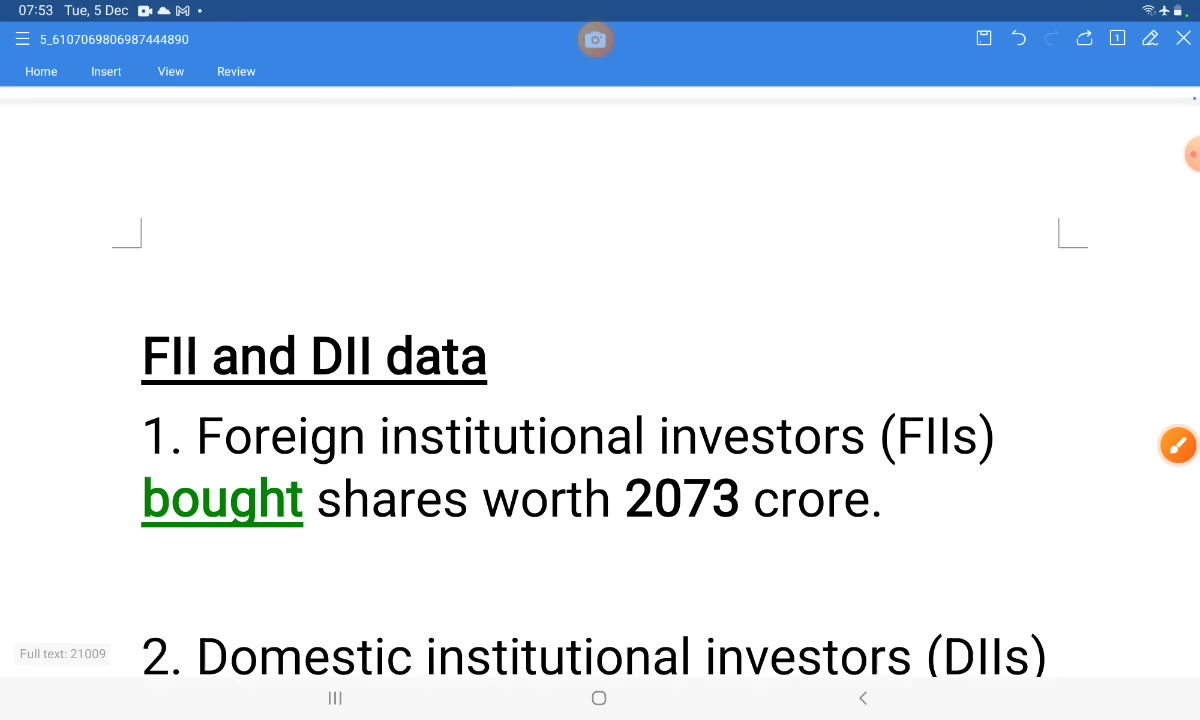 07:53 Tue, 5 Dec
5_6107069806987444890
1
Home Insert View Review
FII and DII data
1. Foreign institutional investors (FIIs)
bought shares worth 2073 crore.
Full text: 21009
2. Domestic institutional investors (DIIs)